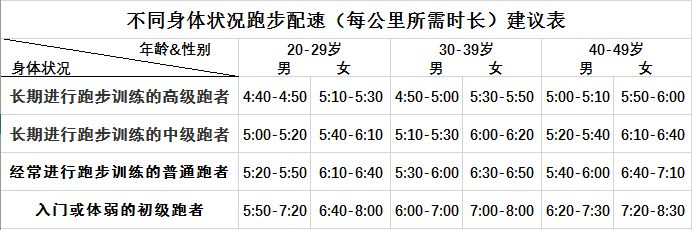 不同身体状况跑步配速（每公里所需时长）建议表
年龄&性别 20-29岁 30-39岁 40-49岁
身体状况 男 女 男 女 男 女
长期进行跑步训练的高级跑者 4:40-4:50 5:10-5:30 4:50-5:00 5:30-5:50 5:00-5:10 5:50-6:00
长期进行跑步训练的中级跑者 5:00-5:20 5:40-6:10 5:10-5:30 6:00-6:20 5:20-5:40 6:10-6:40
经常进行跑步训练的普通跑者 5:20-5:50 6:10-6:40 5:30-6:00 6:30-6:50 5:40-6:00 6:40-7:10
入门或体弱的初级跑者 5:50-7:20 6:40-8:00 6:00-7:00 7:00-8:00 6:20-7:30 7:20-8:30